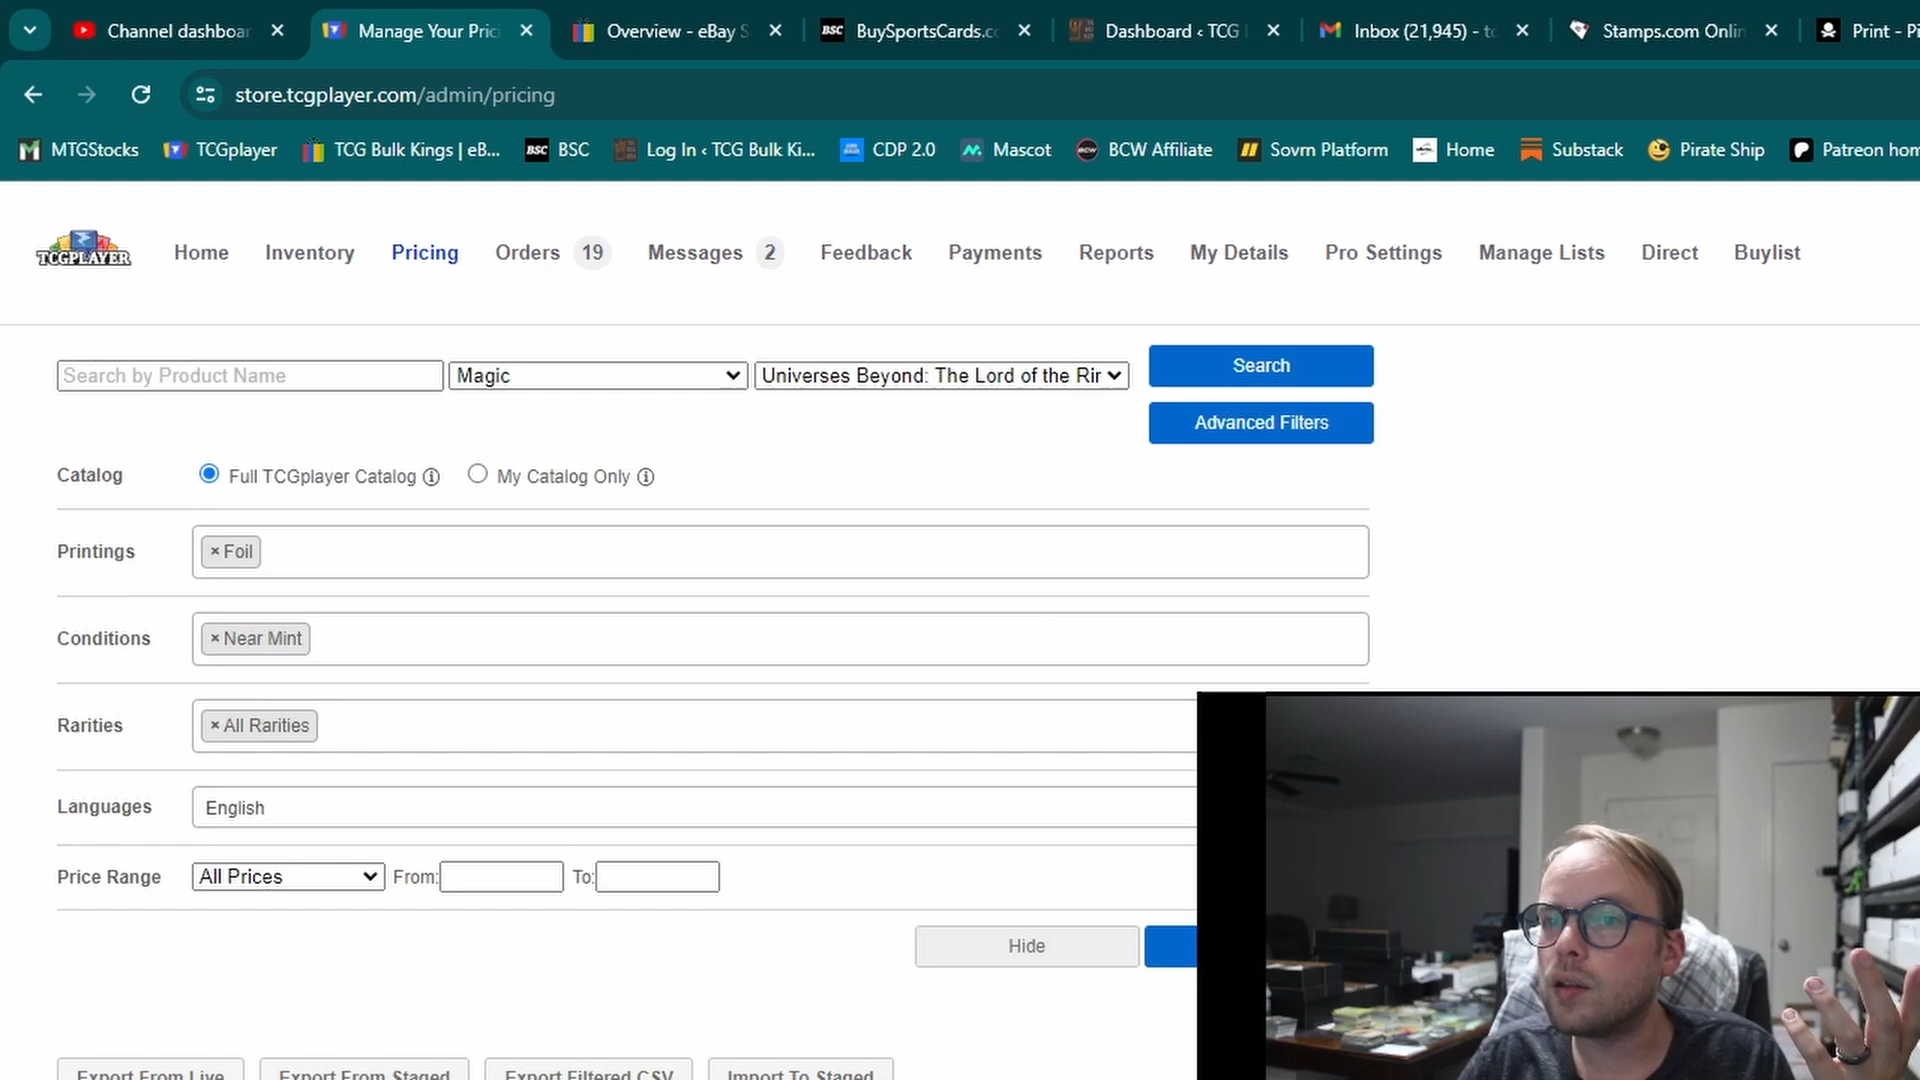 Channel dashboar
Manage Your Pric
Overview - eBay S
BSC BuySportsCards.co
Dashboard ‹ TCG
Inbox (21,945) - tc
Stamps.com Onlin
Print - Pi
store.tcgplayer.com/admin/pricing
MTGStocks
TCGplayer
TCG Bulk Kings | eB...
BSC BSC
Log In ‹ TCG Bulk Ki...
CDP 2.0
Mascot
BCW BCW Affiliate
Sovrn Platform
Home
Substack
Pirate Ship
Patreon hom
TCGPLAYER
Home Inventory Pricing Orders 19 Messages 2 Feedback Payments Reports My Details Pro Settings Manage Lists Direct Buylist
Search by Product Name Magic Universes Beyond: The Lord of the Rir Search
Advanced Filters
Catalog Full TCGplayer Catalog My Catalog Only
Printings × Foil
Conditions × Near Mint
Rarities × All Rarities
Languages English
Price Range All Prices From: To:
Hide
Export From Live Export From Staged Export Filtered CSV Import To Staged